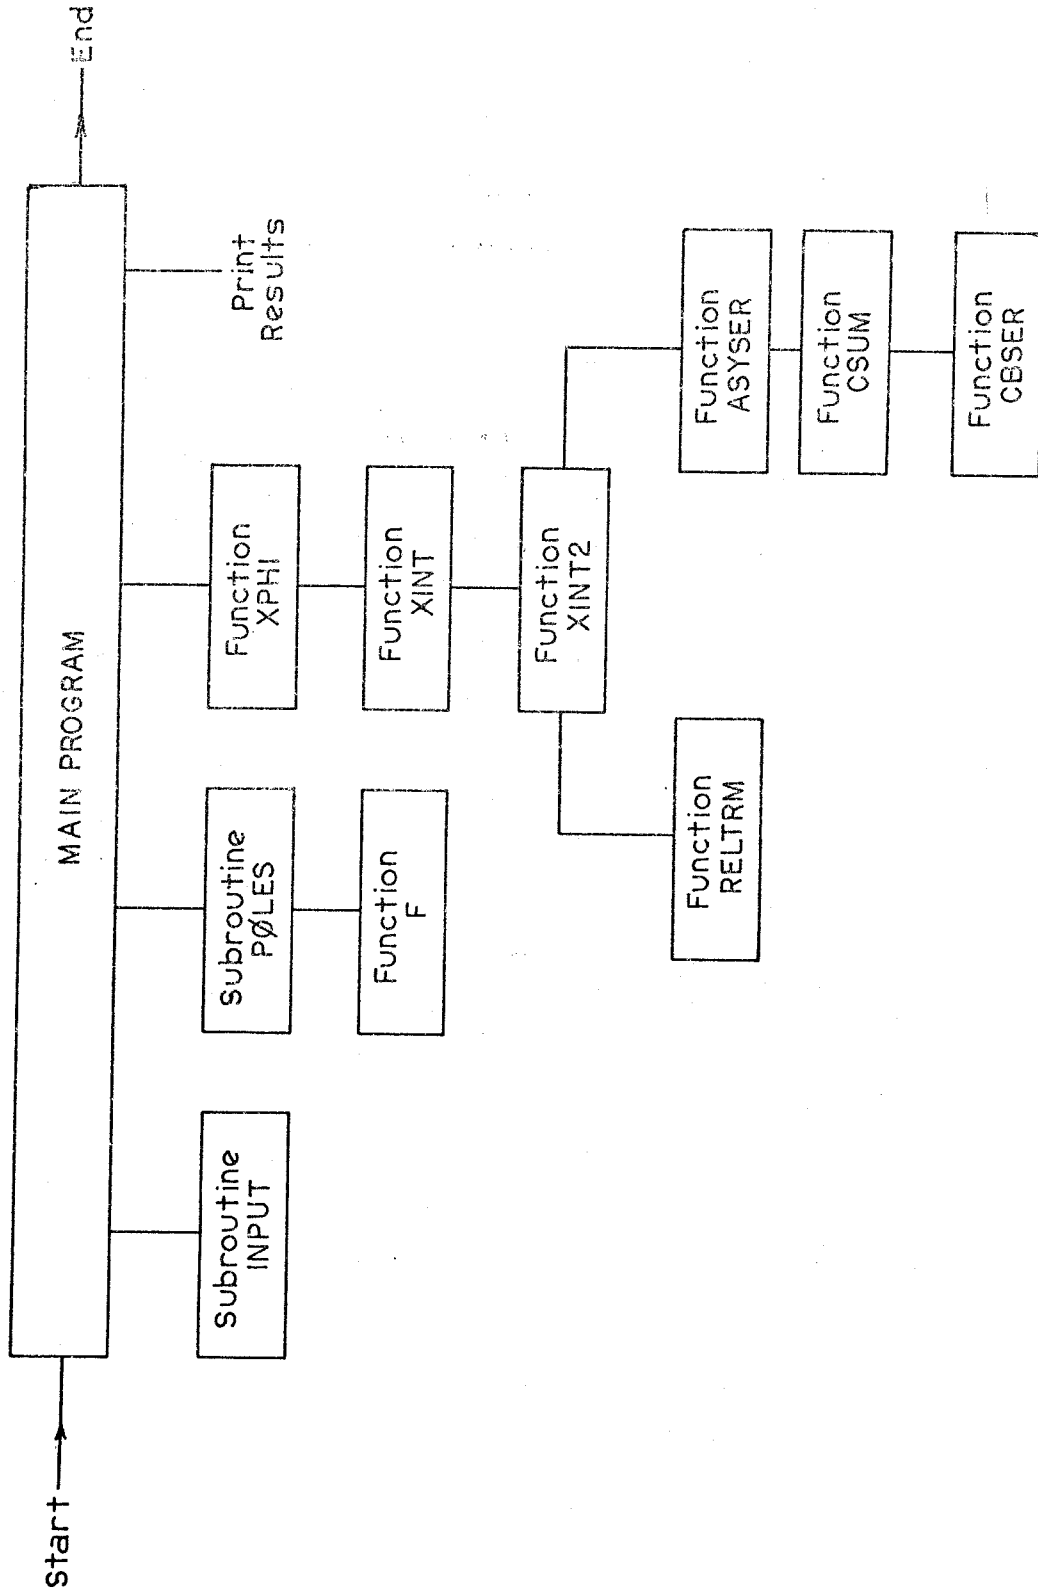 Start
MAIN PROGRAM
End
Subroutine
INPUT
Subroutine
PØLES
Function
F
Function
XPHI
Function
XINT
Function
XINT2
Function
RELTRM
Function
ASYSER
Function
CSUM
Function
CBSER
Print
Results